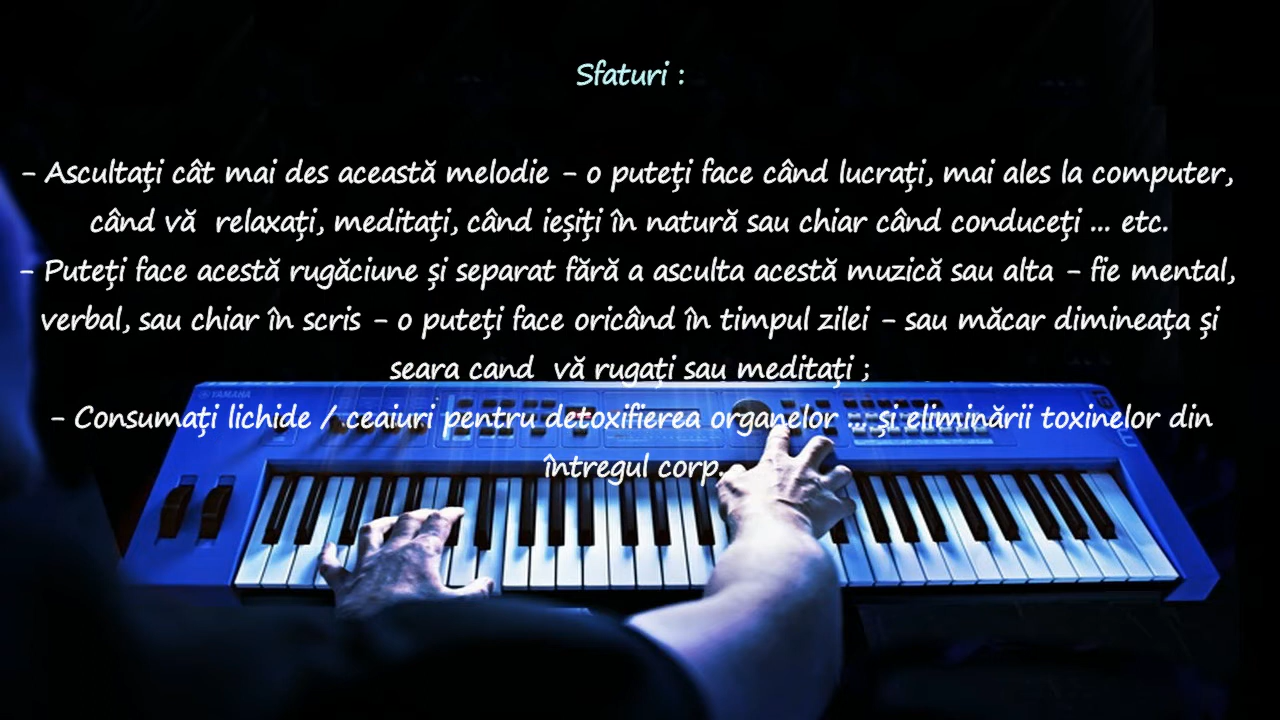 Sfaturi :
- Ascultați cât mai des această melodie - o puteți face când lucrați, mai ales la computer,
când vă relaxați, meditați, când ieșiți în natură sau chiar când conduceți ... etc.
- Puteți face acestă rugăciune și separat fără a asculta acestă muzică sau alta - fie mental,
verbal, sau chiar în scris - o puteți face oricând în timpul zilei - sau măcar dimineața și
seara cand vă rugați sau meditați ;
YAMAHA
- Consumați lichide / ceaiuri pentru detoxifierea organelor ... și eliminării toxinelor din
întregul corp.